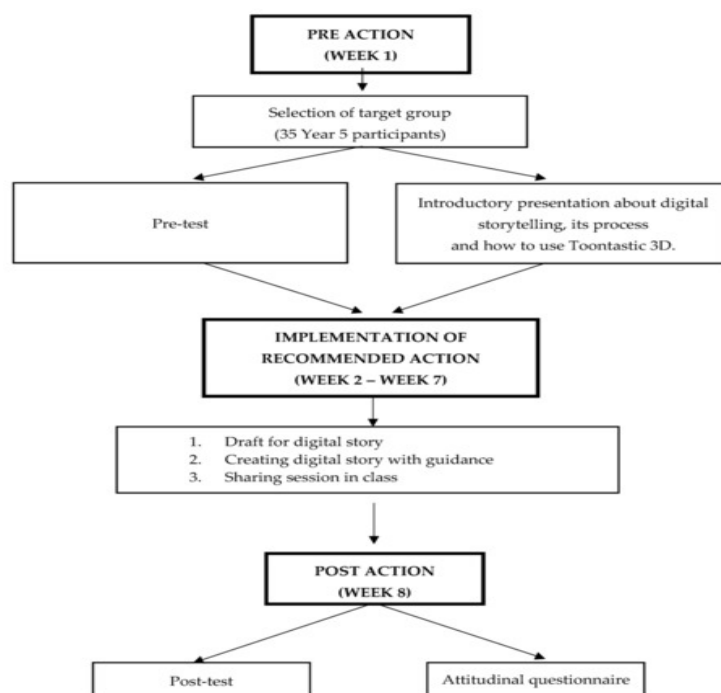 PRE ACTION
(WEEK 1)
Selection of target group
(35 Year 5 participants)
Pre-test
Introductory presentation about digital
storytelling, its process
and how to use Toontastic 3D.
IMPLEMENTATION OF
RECOMMENDED ACTION
(WEEK 2 – WEEK 7)
1. Draft for digital story
2. Creating digital story with guidance
3. Sharing session in class
POST ACTION
(WEEK 8)
Post-test
Attitudinal questionnaire